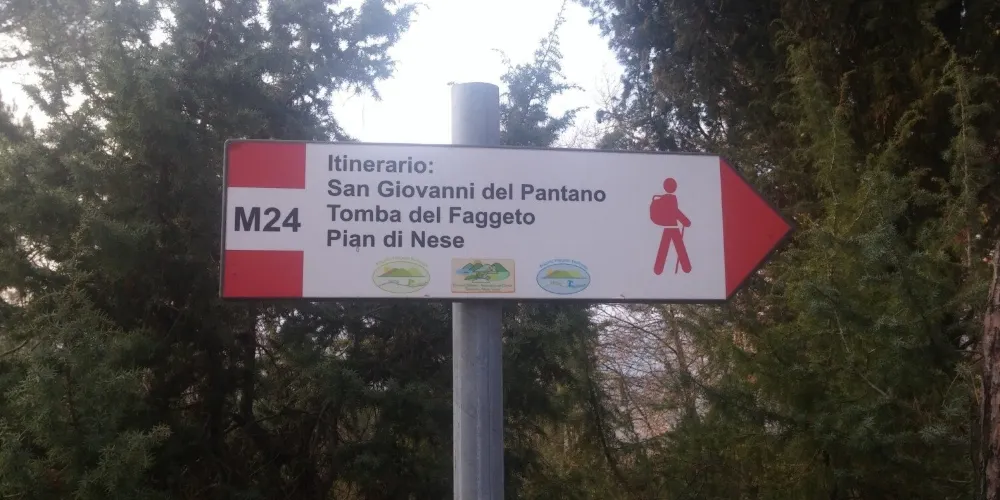 M24
Itinerario:
San Giovanni del Pantano
Tomba del Faggeto
Pian di Nese